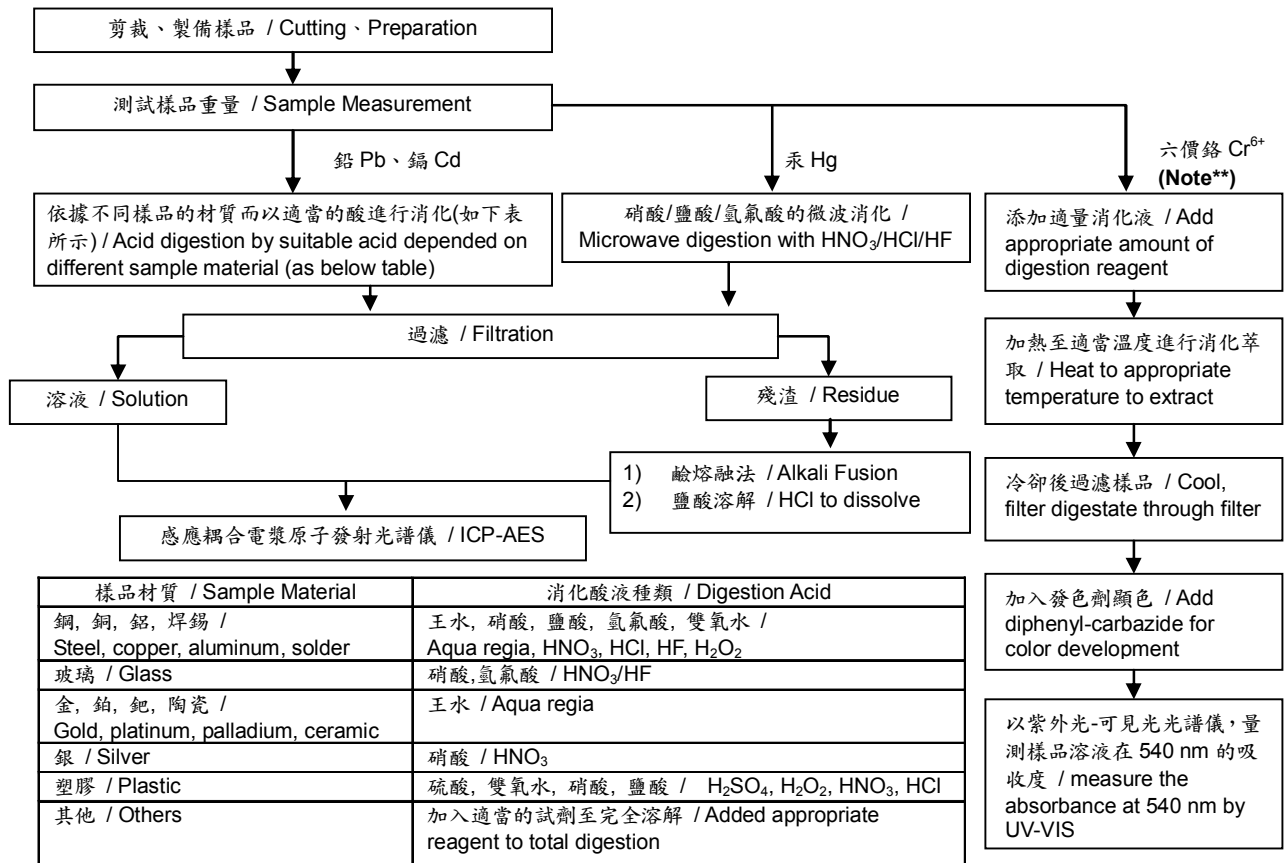 剪裁、製備樣品 / Cutting、Preparation
測試樣品重量 / Sample Measurement
鉛 Pb、鎘 Cd
汞 Hg
六價鉻 Cr⁶⁺
(Note**)
依據不同樣品的材質而以適當的酸進行消化(如下表
所示) / Acid digestion by suitable acid depended on
different sample material (as below table)
硝酸/鹽酸/氫氟酸的微波消化 /
Microwave digestion with HNO₃/HCl/HF
添加適量消化液 / Add
appropriate amount of
digestion reagent
過濾 / Filtration
加熱至適當溫度進行消化萃
取 / Heat to appropriate
temperature to extract
溶液 / Solution
殘渣 / Residue
1) 鹼熔融法 / Alkali Fusion
2) 鹽酸溶解 / HCl to dissolve
冷卻後過濾樣品 / Cool,
filter digestate through filter
感應耦合電漿原子發射光譜儀 / ICP-AES
加入發色劑顯色 / Add
diphenyl-carbazide for
color development
以紫外光-可見光光譜儀，量
測樣品溶液在 540 nm 的吸
收度 / measure the
absorbance at 540 nm by
UV-VIS
樣品材質 / Sample Material
消化酸液種類 / Digestion Acid
鋼, 銅, 鋁, 焊錫 /
Steel, copper, aluminum, solder
王水, 硝酸, 鹽酸, 氫氟酸, 雙氧水 /
Aqua regia, HNO₃, HCl, HF, H₂O₂
玻璃 / Glass
硝酸,氫氟酸 / HNO₃/HF
金, 鉑, 鈀, 陶瓷 /
Gold, platinum, palladium, ceramic
王水 / Aqua regia
銀 / Silver
硝酸 / HNO₃
塑膠 / Plastic
硫酸, 雙氧水, 硝酸, 鹽酸 / H₂SO₄, H₂O₂, HNO₃, HCl
其他 / Others
加入適當的試劑至完全溶解 / Added appropriate
reagent to total digestion